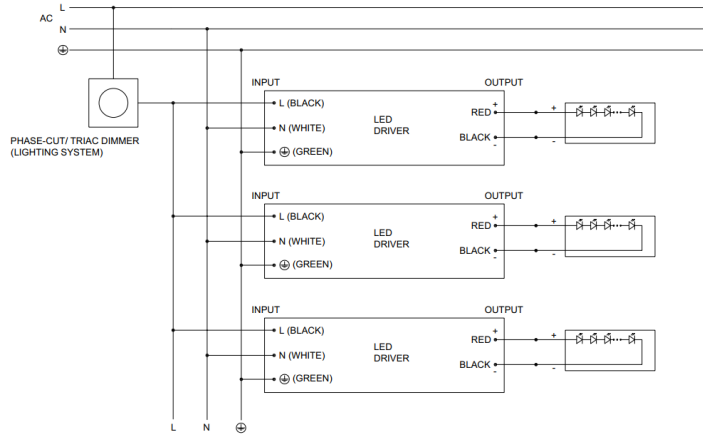 L
AC
N
INPUT
OUTPUT
L (BLACK)
N (WHITE)
(GREEN)
LED
DRIVER
+
RED
BLACK
-
+
-
PHASE-CUT/ TRIAC DIMMER
(LIGHTING SYSTEM)
INPUT
OUTPUT
L (BLACK)
N (WHITE)
(GREEN)
LED
DRIVER
+
RED
BLACK
-
+
-
INPUT
OUTPUT
L (BLACK)
N (WHITE)
(GREEN)
LED
DRIVER
+
RED
BLACK
-
+
-
L
N